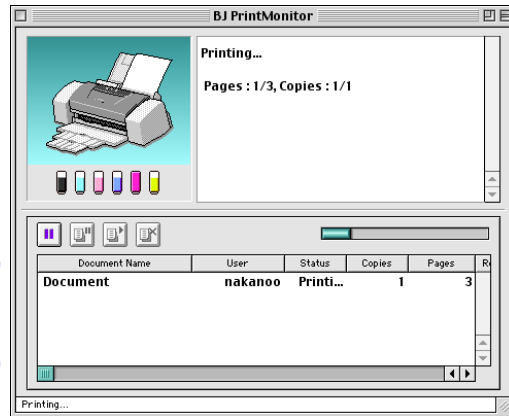 BJ PrintMonitor
Printing...
Pages : 1/3, Copies : 1/1
Document Name User Status Copies Pages
Document nakanoo Printi... 1 3
Printing...